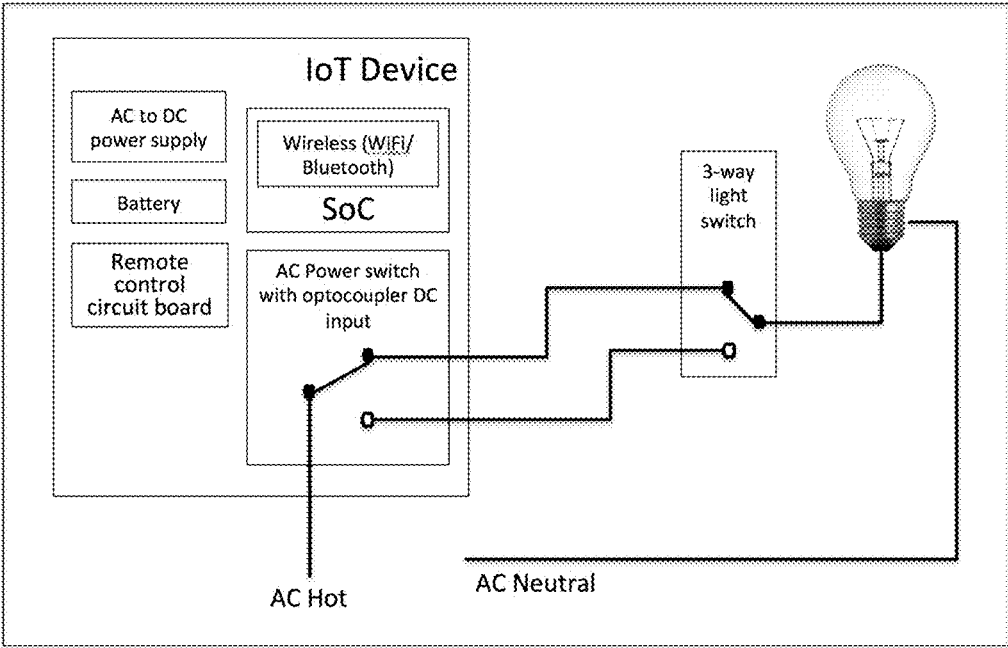 IoT Device
AC to DC
power supply
Battery
Remote
control
circuit board
Wireless (WiFi/
Bluetooth)
SoC
AC Power switch
with optocoupler DC
input
3-way
light
switch
AC Hot
AC Neutral